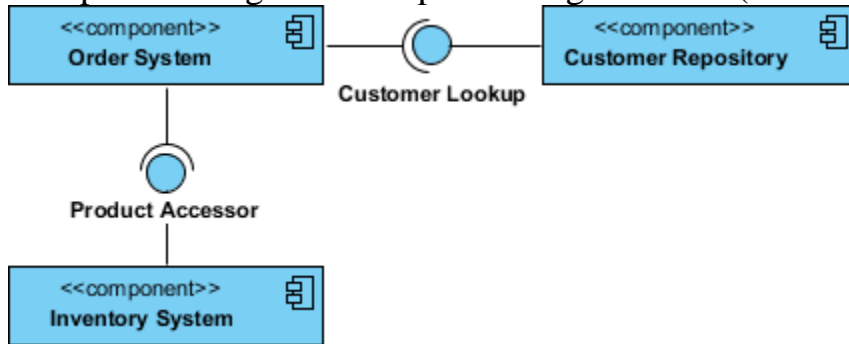 <<component>>
Order System
<<component>>
Customer Repository
Customer Lookup
Product Accessor
<<component>>
Inventory System